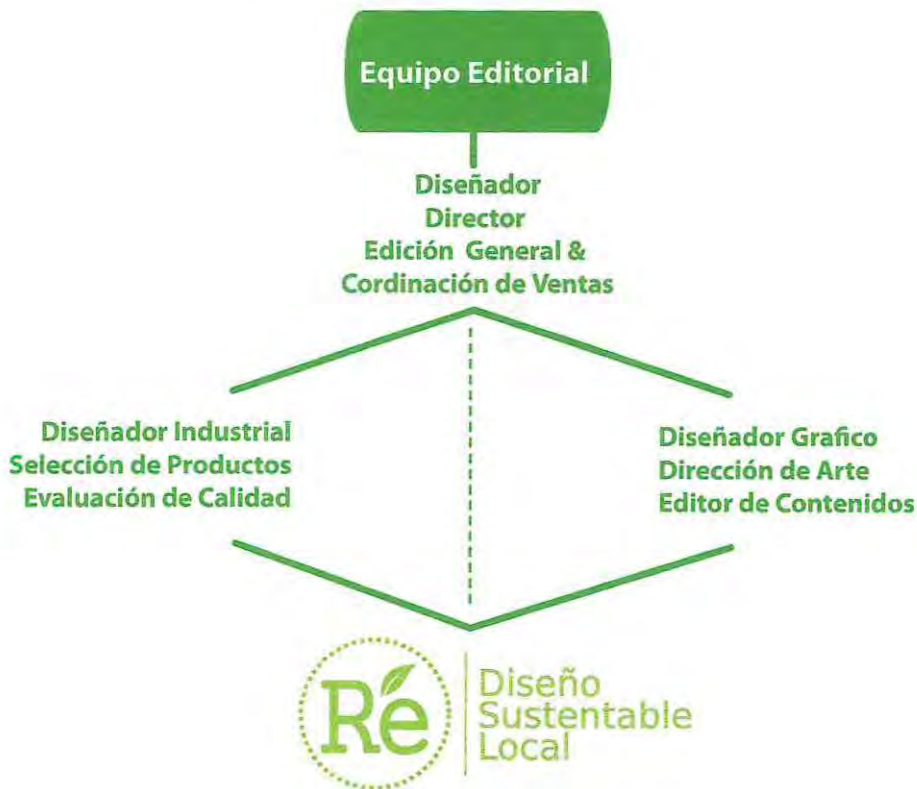 Equipo Editorial
Diseñador
Director
Edición General &
Cordinación de Ventas
Diseñador Industrial
Selección de Productos
Evaluación de Calidad
Diseñador Grafico
Dirección de Arte
Editor de Contenidos
Ré
Diseño
Sustentable
Local